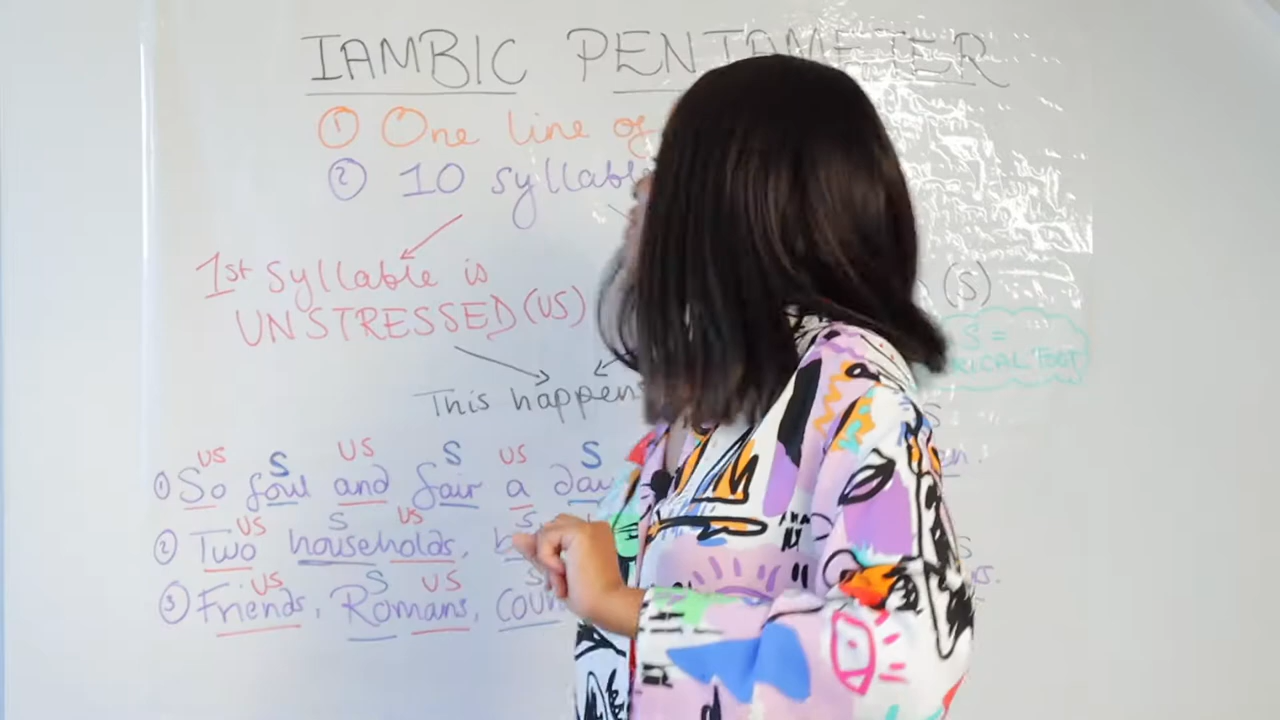 IAMBIC PENTAMETER
① One line of
② 10 syllabl
1st Syllable is
UNSTRESSED (US)
(S)
S =
RICAL FOOT
This happen
S
US S US S US S
① So foul and fair a day
US S US S S
② Two households, b
US S US S
③ Friends, Romans, coun